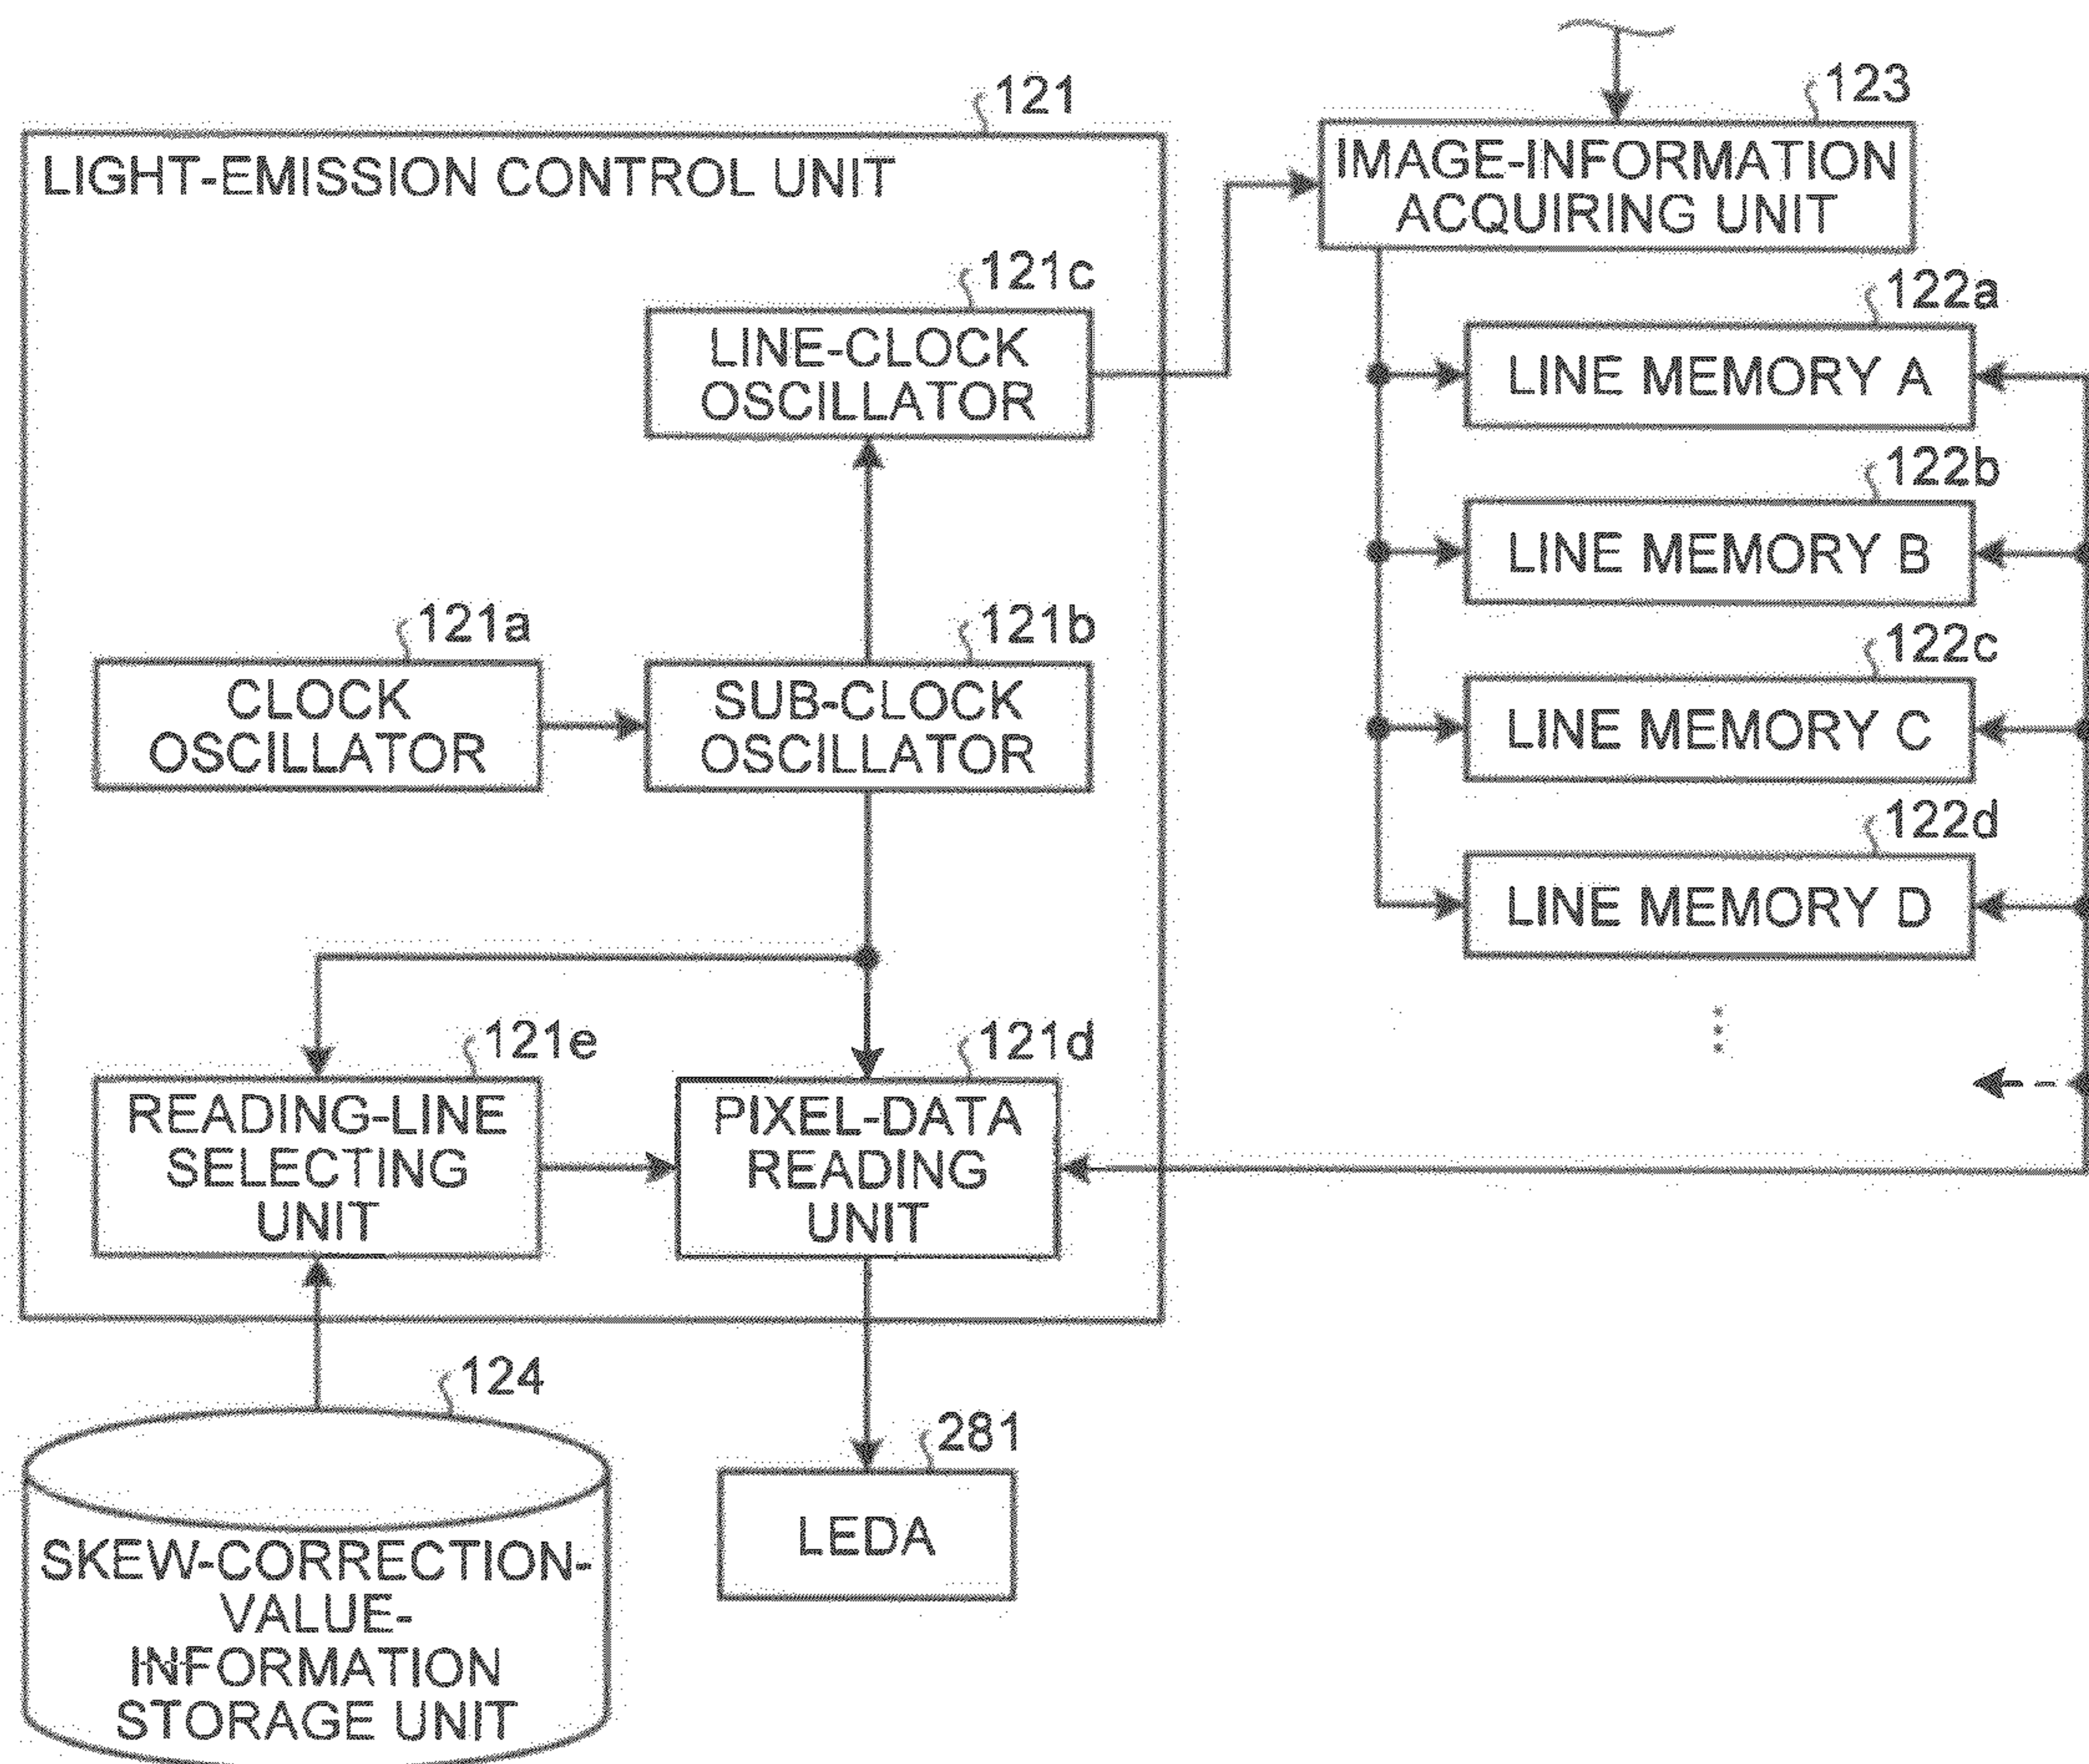 121
LIGHT-EMISSION CONTROL UNIT
123
IMAGE-INFORMATION
ACQUIRING UNIT
121c
LINE-CLOCK
OSCILLATOR
122a
LINE MEMORY A
122b
LINE MEMORY B
121a
CLOCK
OSCILLATOR
121b
SUB-CLOCK
OSCILLATOR
122c
LINE MEMORY C
122d
LINE MEMORY D
121e
READING-LINE
SELECTING
UNIT
121d
PIXEL-DATA
READING
UNIT
124
SKEW-CORRECTION-
VALUE-
INFORMATION
STORAGE UNIT
281
LEDA